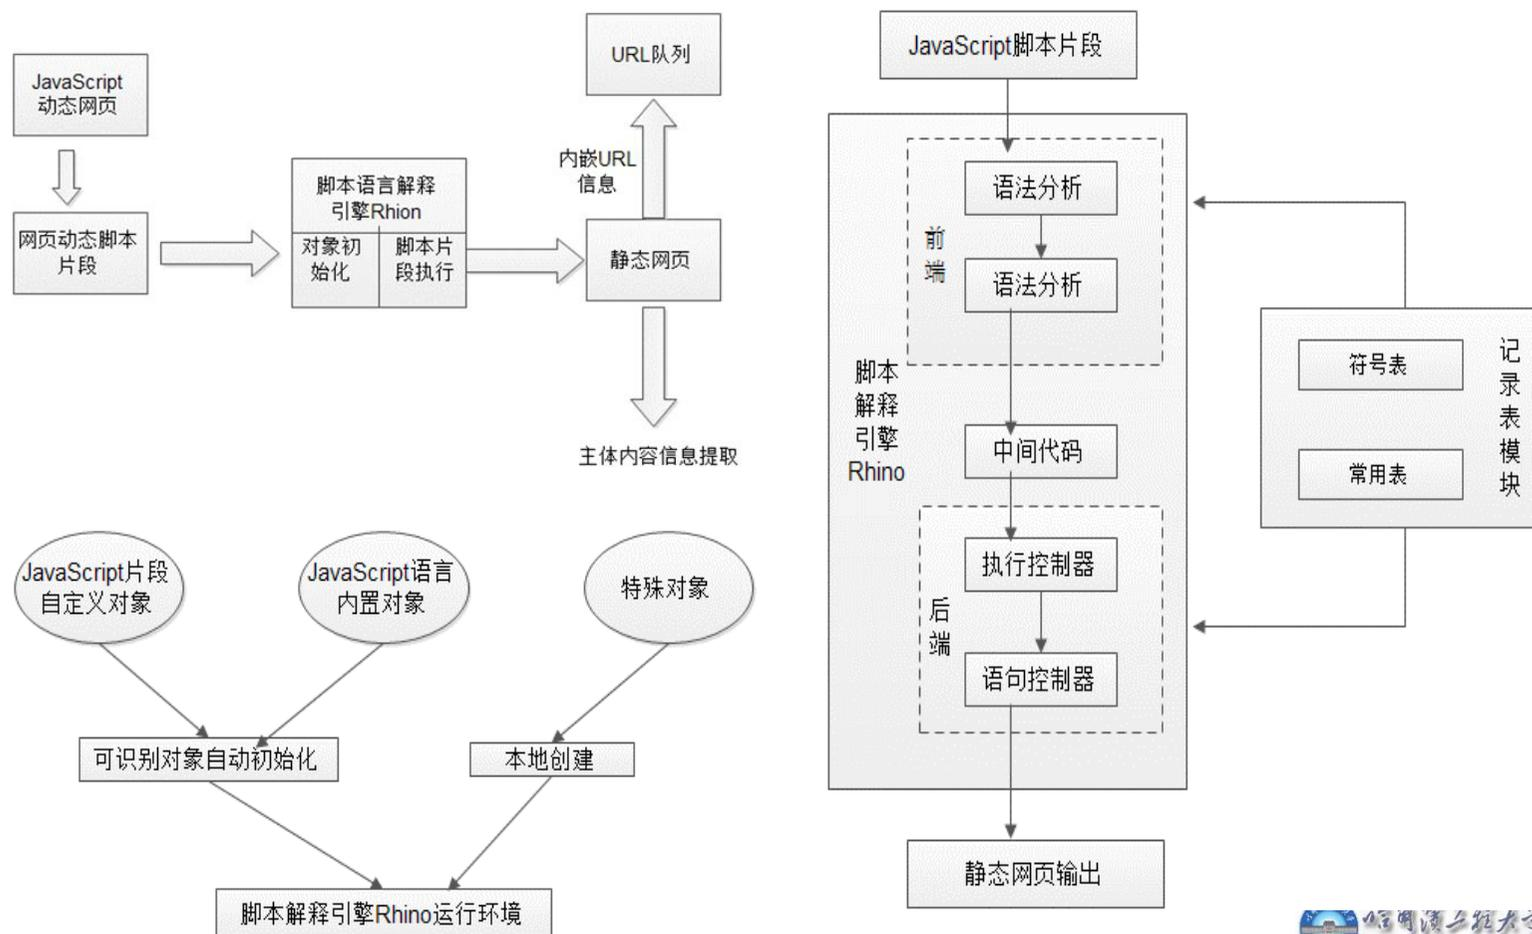 JavaScript
动态网页
网页动态脚本
片段
脚本语言解释
引擎Rhion
对象初
始化
脚本片
段执行
URL队列
内嵌URL
信息
静态网页
主体内容信息提取
JavaScript片段
自定义对象
JavaScript语言
内置对象
特殊对象
可识别对象自动初始化
本地创建
脚本解释引擎Rhino运行环境
JavaScript脚本片段
前
端
语法分析
语法分析
脚本
解释
引擎
Rhino
中间代码
后
端
执行控制器
语句控制器
静态网页输出
符号表
常用表
记
录
表
模
块
哈尔滨工程大学